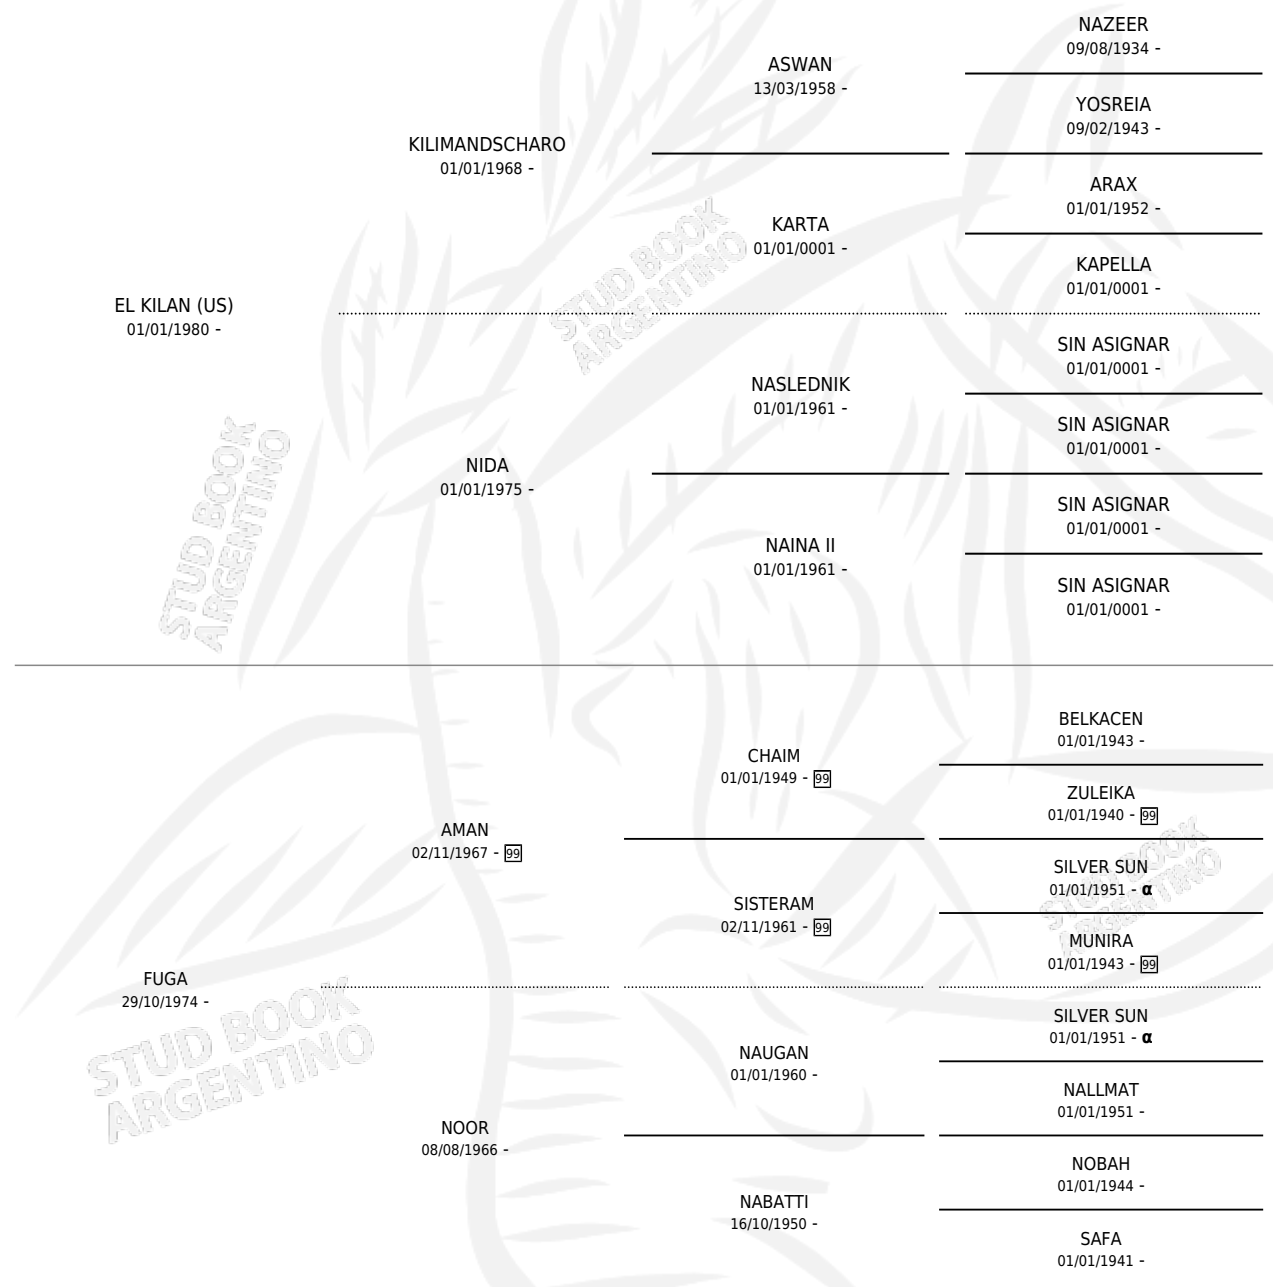 NAZEER
09/08/1934 -
ASWAN
13/03/1958 -
YOSREIA
09/02/1943 -
KILIMANDSCHARO
01/01/1968 -
ARAX
01/01/1952 -
KARTA
01/01/0001 -
KAPELLA
01/01/0001 -
EL KILAN (US)
01/01/1980 -
SIN ASIGNAR
01/01/0001 -
NASLEDNIK
01/01/1961 -
SIN ASIGNAR
01/01/0001 -
NIDA
01/01/1975 -
SIN ASIGNAR
01/01/0001 -
NAINA II
01/01/1961 -
SIN ASIGNAR
01/01/0001 -
STUD BOOK
ARGENTINO
STUD BOOK
ARGENTINO
BELKACEN
01/01/1943 -
CHAIM
01/01/1949 - 99
ZULEIKA
01/01/1940 - 99
AMAN
02/11/1967 - 99
SILVER SUN
01/01/1951 - α
SISTERAM
02/11/1961 - 99
MUNIRA
01/01/1943 - 99
FUGA
29/10/1974 -
SILVER SUN
01/01/1951 - α
NAUGAN
01/01/1960 -
NALLMAT
01/01/1951 -
NOOR
08/08/1966 -
NOBAH
01/01/1944 -
NABATTI
16/10/1950 -
SAFA
01/01/1941 -
STUD BOOK
ARGENTINO
STUD BOOK
ARGENTINO